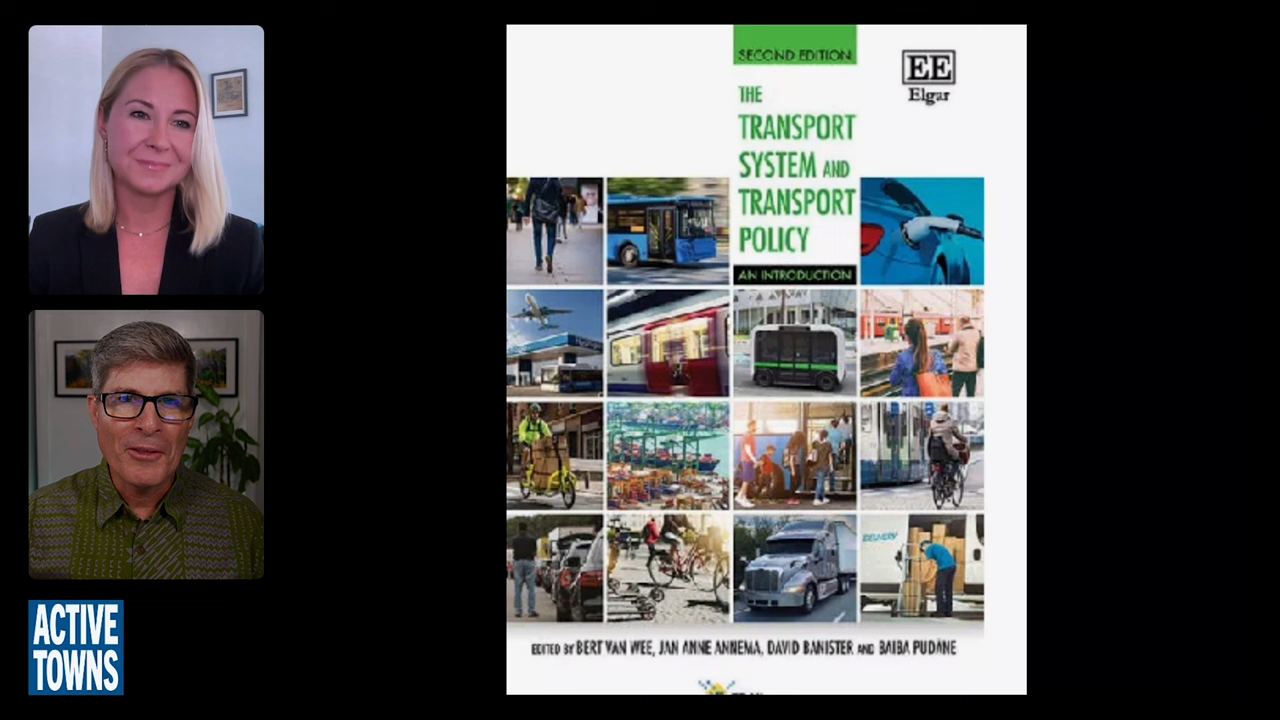 SECOND EDITION
EE
Elgar
THE
TRANSPORT
SYSTEM AND
TRANSPORT
POLICY
AN INTRODUCTION
DELIVERY
EDITED BY BERT VAN WEE, JAN ANNE ANNEMA, DAVID BANISTER AND BAIBA PUDĀNE
ACTIVE
TOWNS